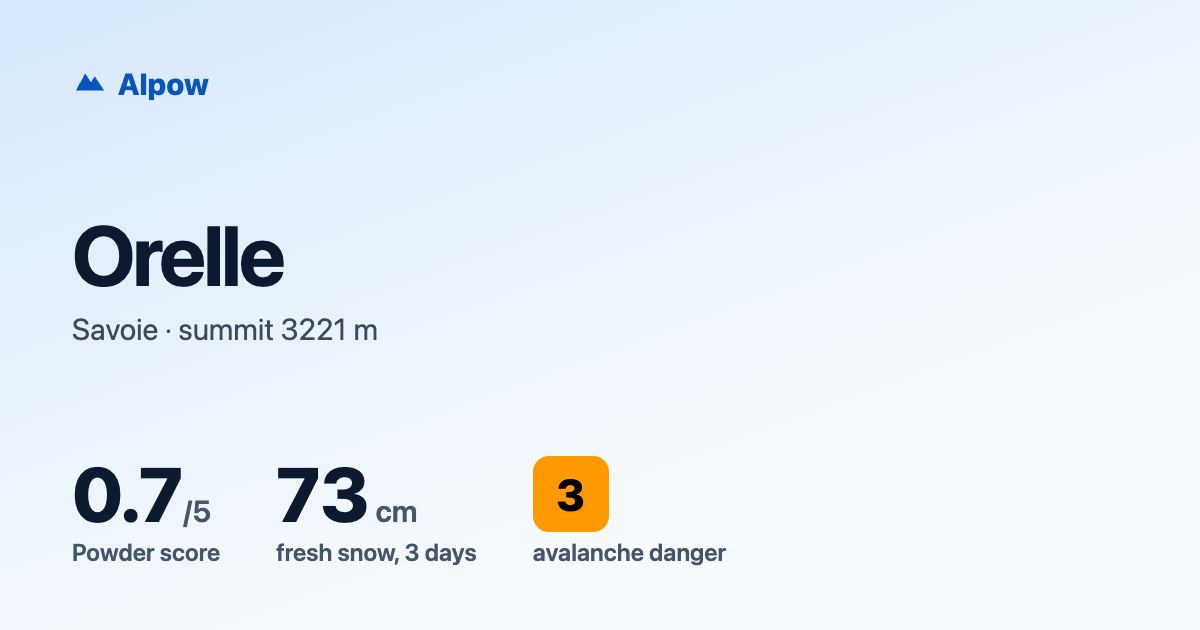 Alpow
Orelle
Savoie · summit 3221 m
0.7/5
Powder score
73 cm
fresh snow, 3 days
3
avalanche danger